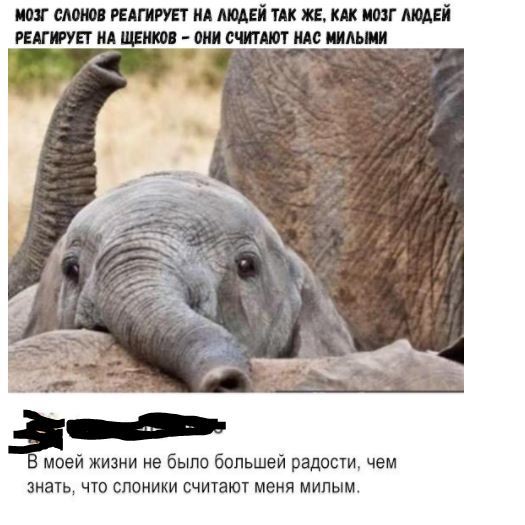 МОЗГ СЛОНОВ РЕАГИРУЕТ НА ЛЮДЕЙ ТАК ЖЕ, КАК МОЗГ ЛЮДЕЙ
РЕАГИРУЕТ НА ЩЕНКОВ - ОНИ СЧИТАЮТ НАС МИЛЫМИ
В моей жизни не было большей радости, чем
знать, что слоники считают меня милым.